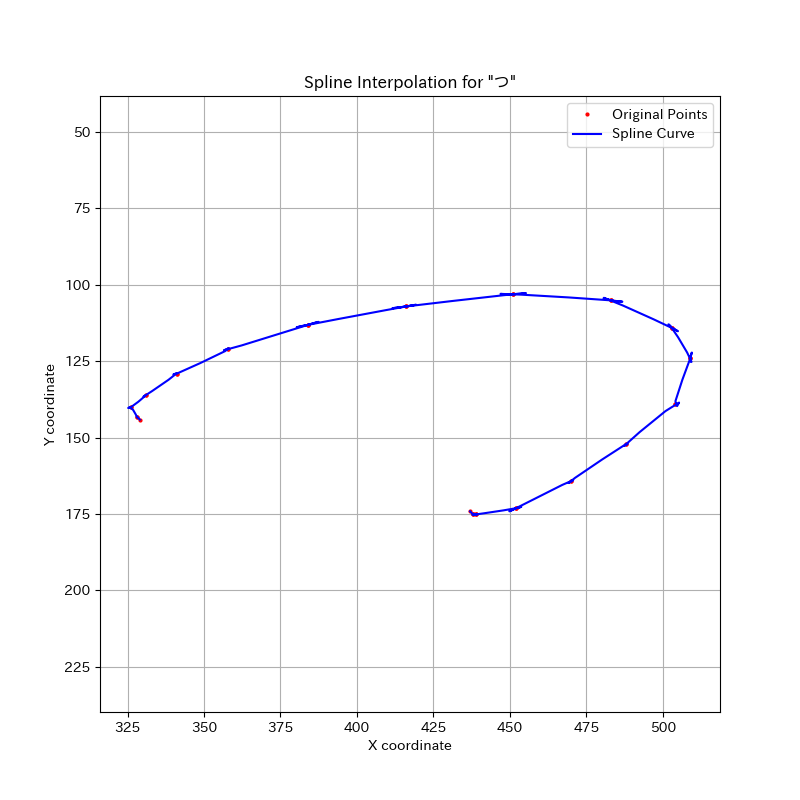 Spline Interpolation for "つ"
Original Points
Spline Curve
50
75
100
125
150
175
200
225
Y coordinate
325 350 375 400 425 450 475 500
X coordinate